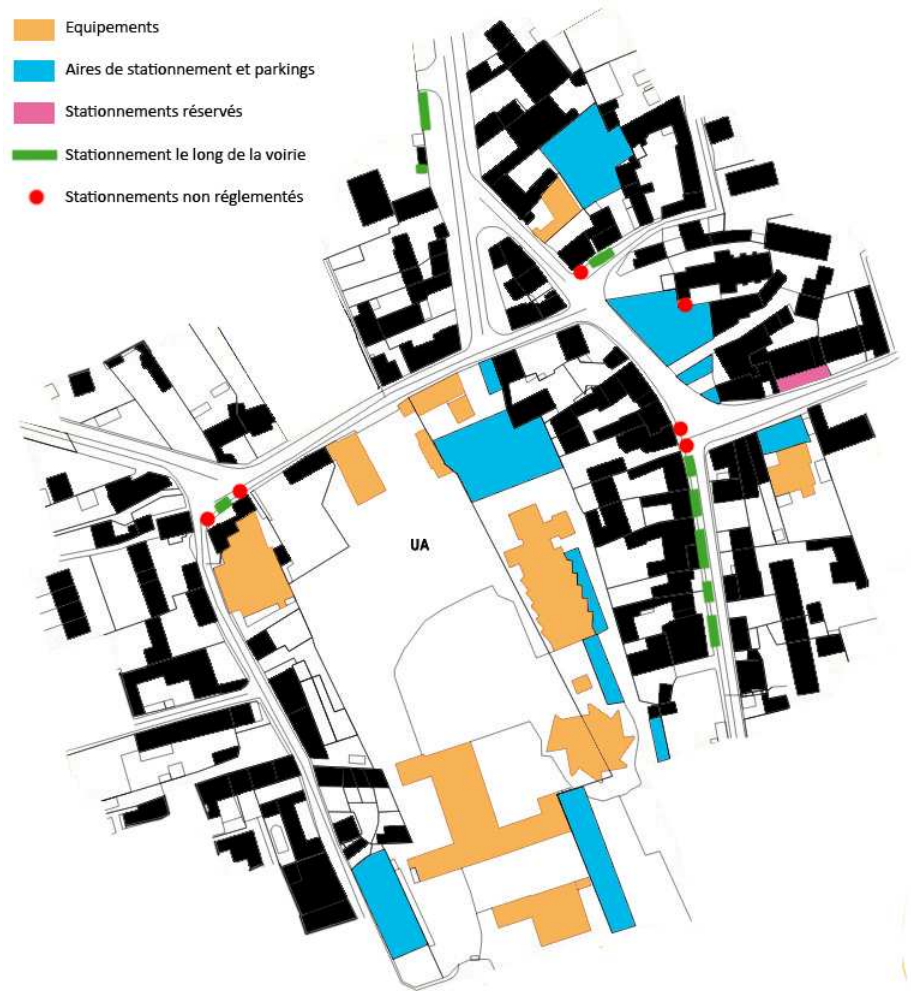 Equipements
Aires de stationnement et parkings
Stationnements réservés
Stationnement le long de la voirie
Stationnements non réglementés
UA